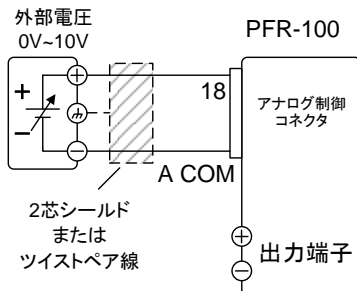 外部電圧
0V~10V
PFR-100
18
アナログ制御
コネクタ
A COM
2芯シールド
または
ツイストペア線
出力端子